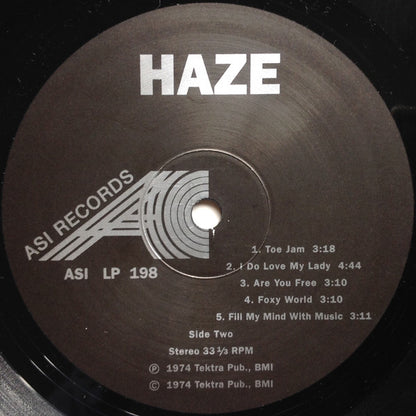 HAZE
ASI RECORDS
ASI LP 198
1. Toe Jam 3:18
2. I Do Love My Lady 4:44
3. Are You Free 3:10
4. Foxy World 3:10
5. Fill My Mind With Music 3:11
Side Two
Stereo 33 1/3 RPM
Ⓟ 1974 Tektra Pub., BMI
© 1974 Tektra Pub., BMI